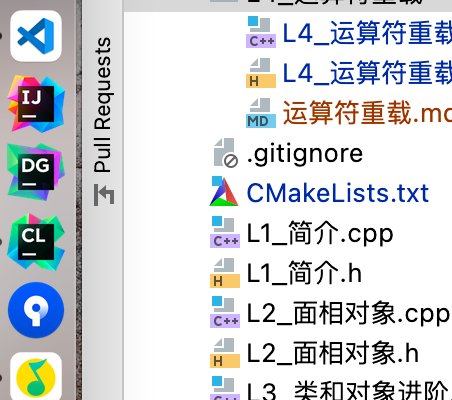 L4_运算符重载
L4_运算符重载
运算符重载.md
.gitignore
CMakeLists.txt
L1_简介.cpp
L1_简介.h
L2_面相对象.cpp
L2_面相对象.h
L3_类和对象进阶.
Pull Requests
IJ
DG
CL
C++
H
MD
C++
H
C++
H
C++